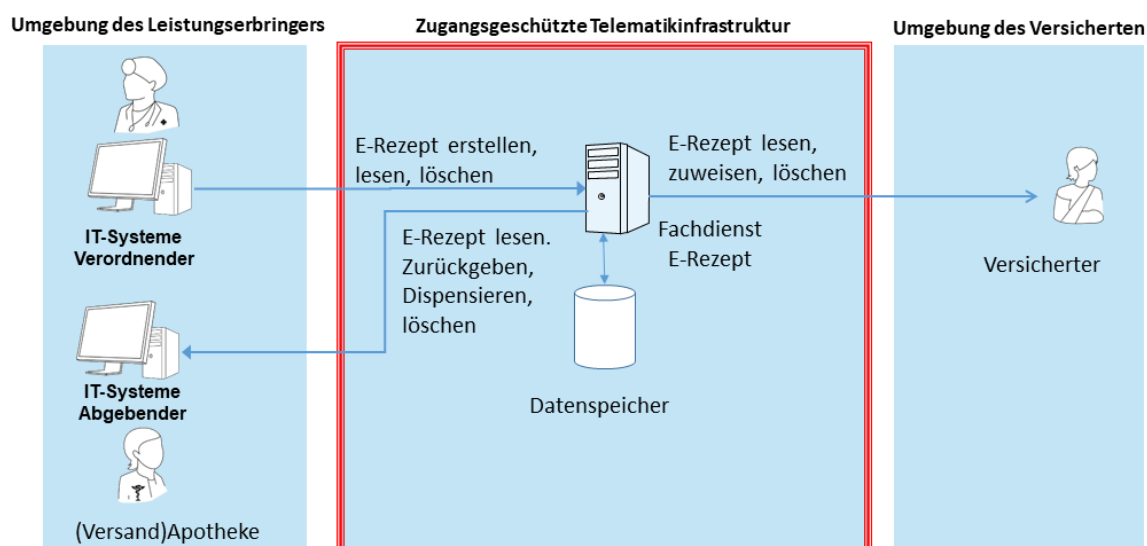 Umgebung des Leistungserbringers
Zugangsgeschützte Telematikinfrastruktur
Umgebung des Versicherten
E-Rezept erstellen,
lesen, löschen
E-Rezept lesen,
zuweisen, löschen
IT-Systeme
Verordnender
E-Rezept lesen.
Zurückgeben,
Dispensieren,
löschen
Fachdienst
E-Rezept
Versicherter
IT-Systeme
Abgebender
Datenspeicher
(Versand)Apotheke